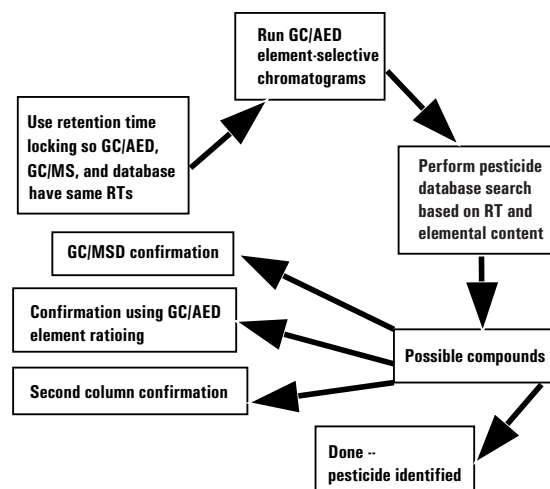 Run GC/AED
element-selective
chromatograms
Use retention time
locking so GC/AED,
GC/MS, and database
have same RTs
Perform pesticide
database search
based on RT and
elemental content
GC/MSD confirmation
Confirmation using GC/AED
element ratioing
Possible compounds
Second column confirmation
Done --
pesticide identified